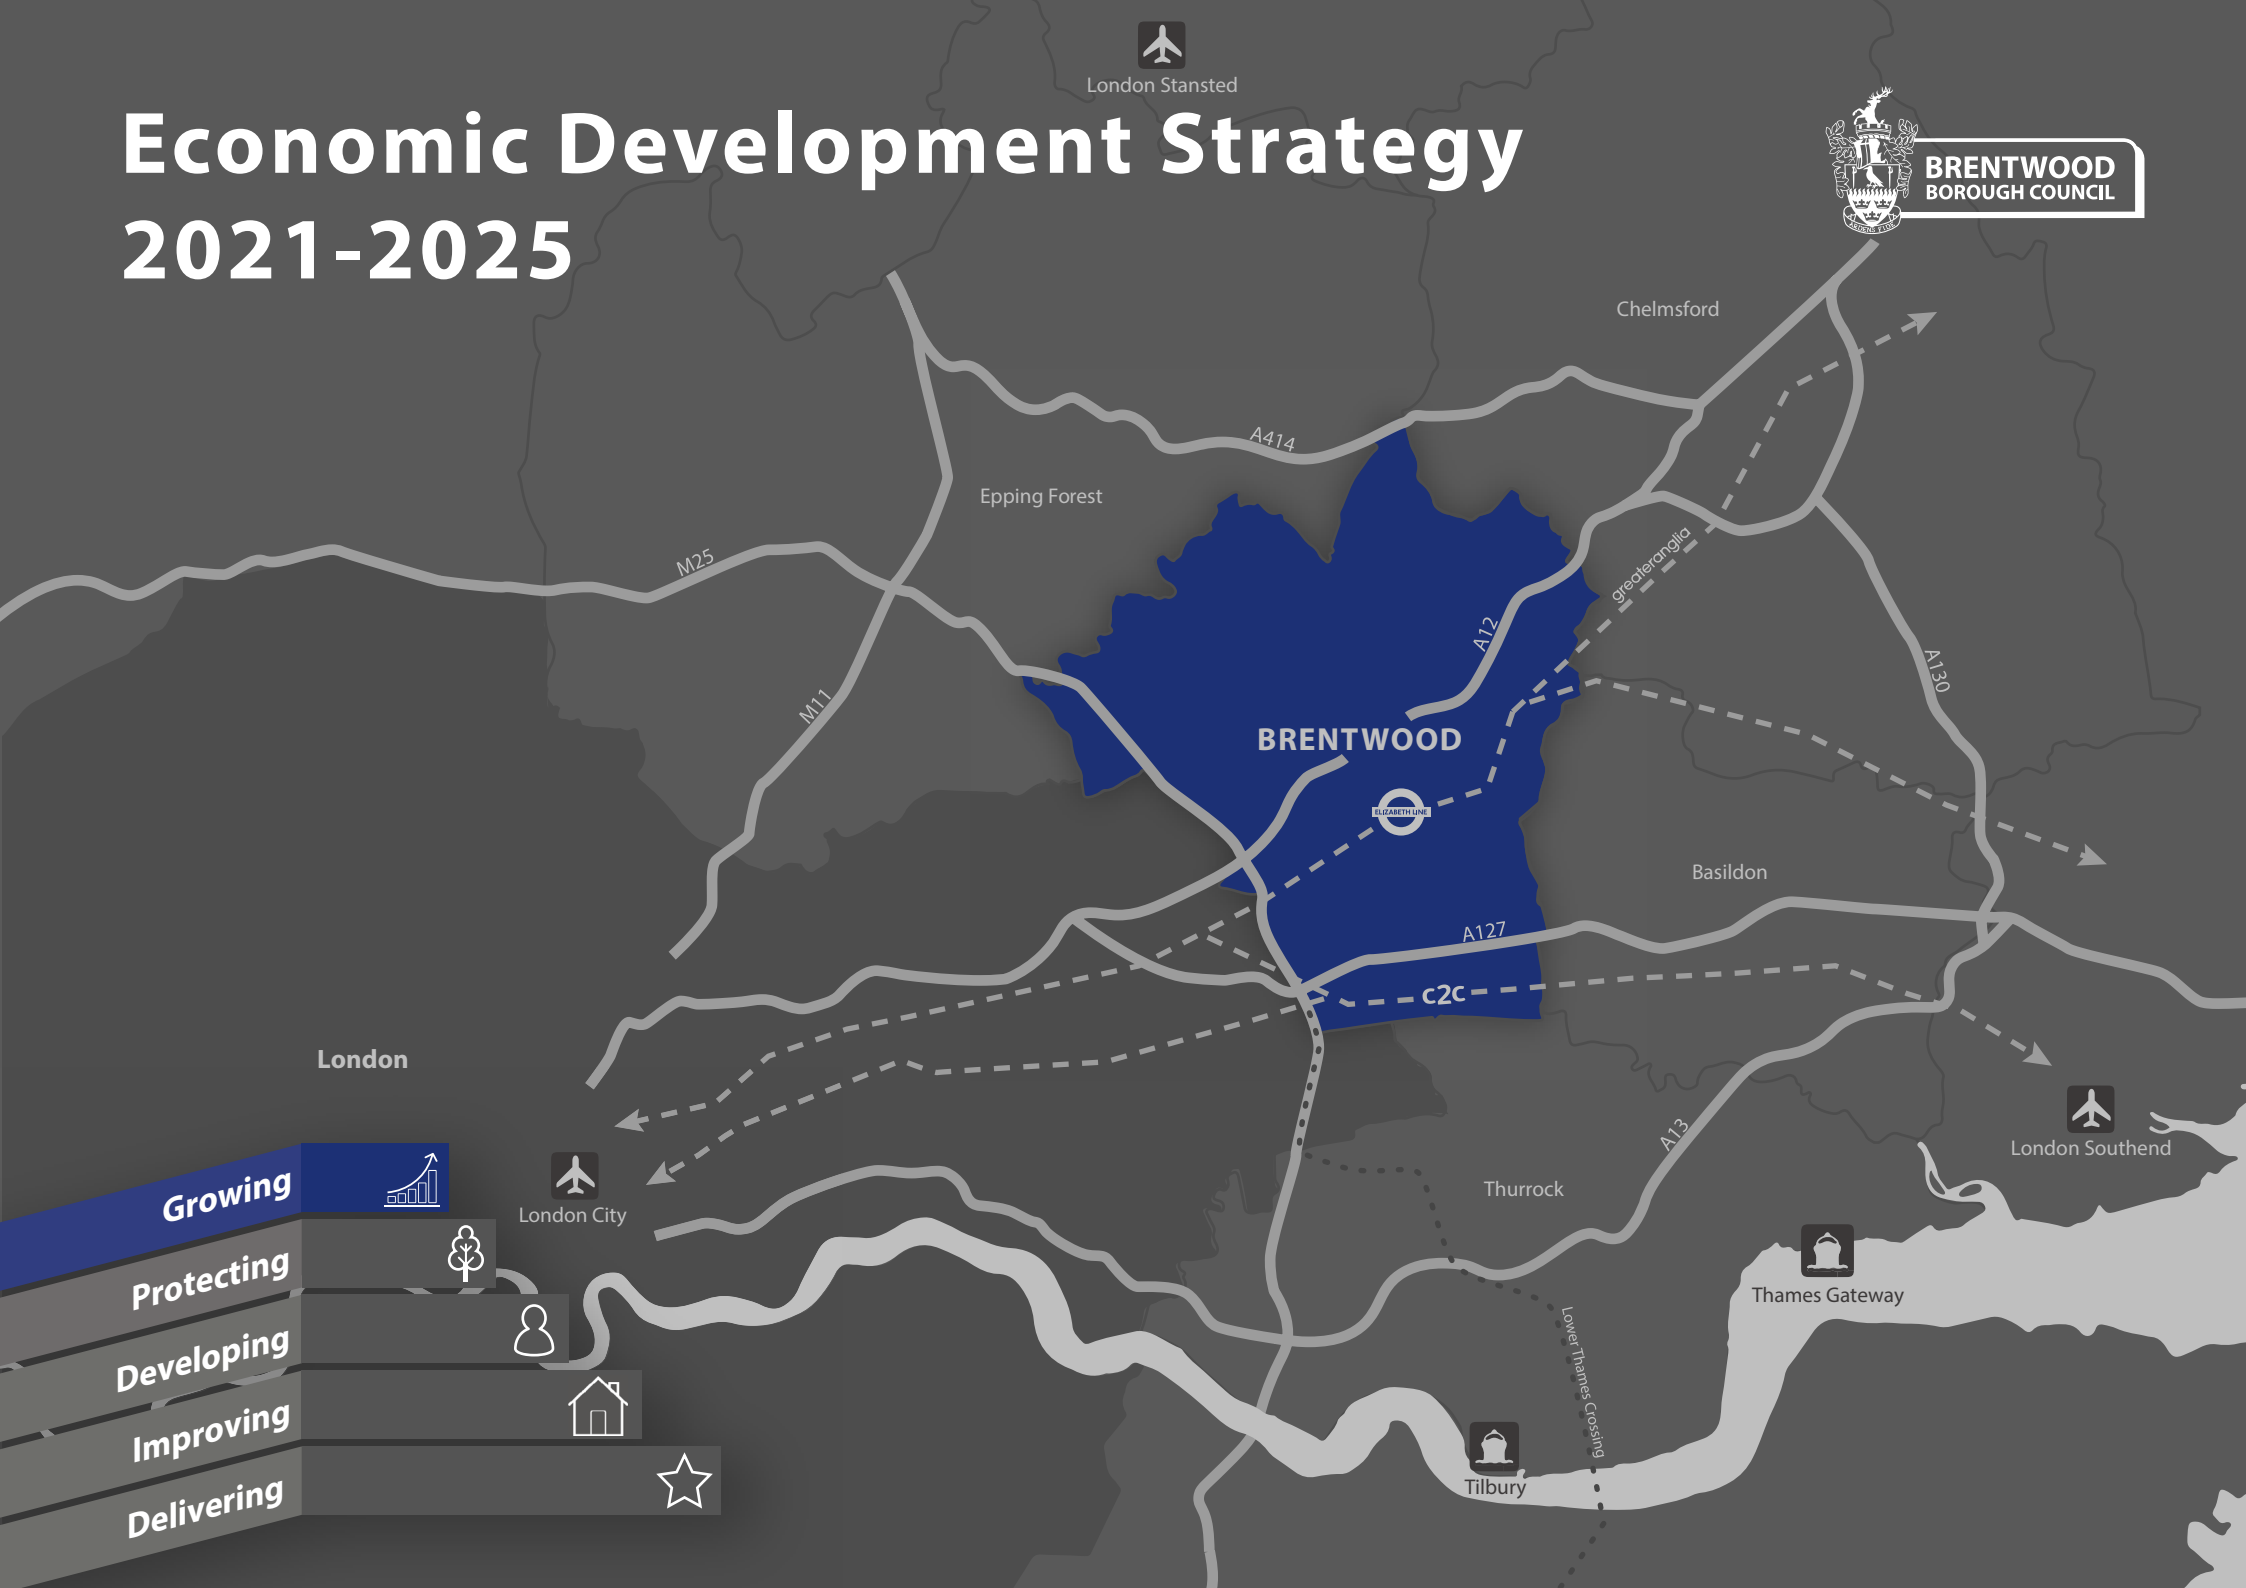 London Stansted
Economic Development Strategy
2021-2025
BRENTWOOD
BOROUGH COUNCIL
ARDENS FIDE
Chelmsford
A414
Epping Forest
M25
greateranglia
A12
A130
M11
BRENTWOOD
ELIZABETH LINE
Basildon
A127
c2c
London
A13
London Southend
Growing
London City
Thurrock
Protecting
Thames Gateway
Developing
Lower Thames Crossing
Improving
Tilbury
Delivering